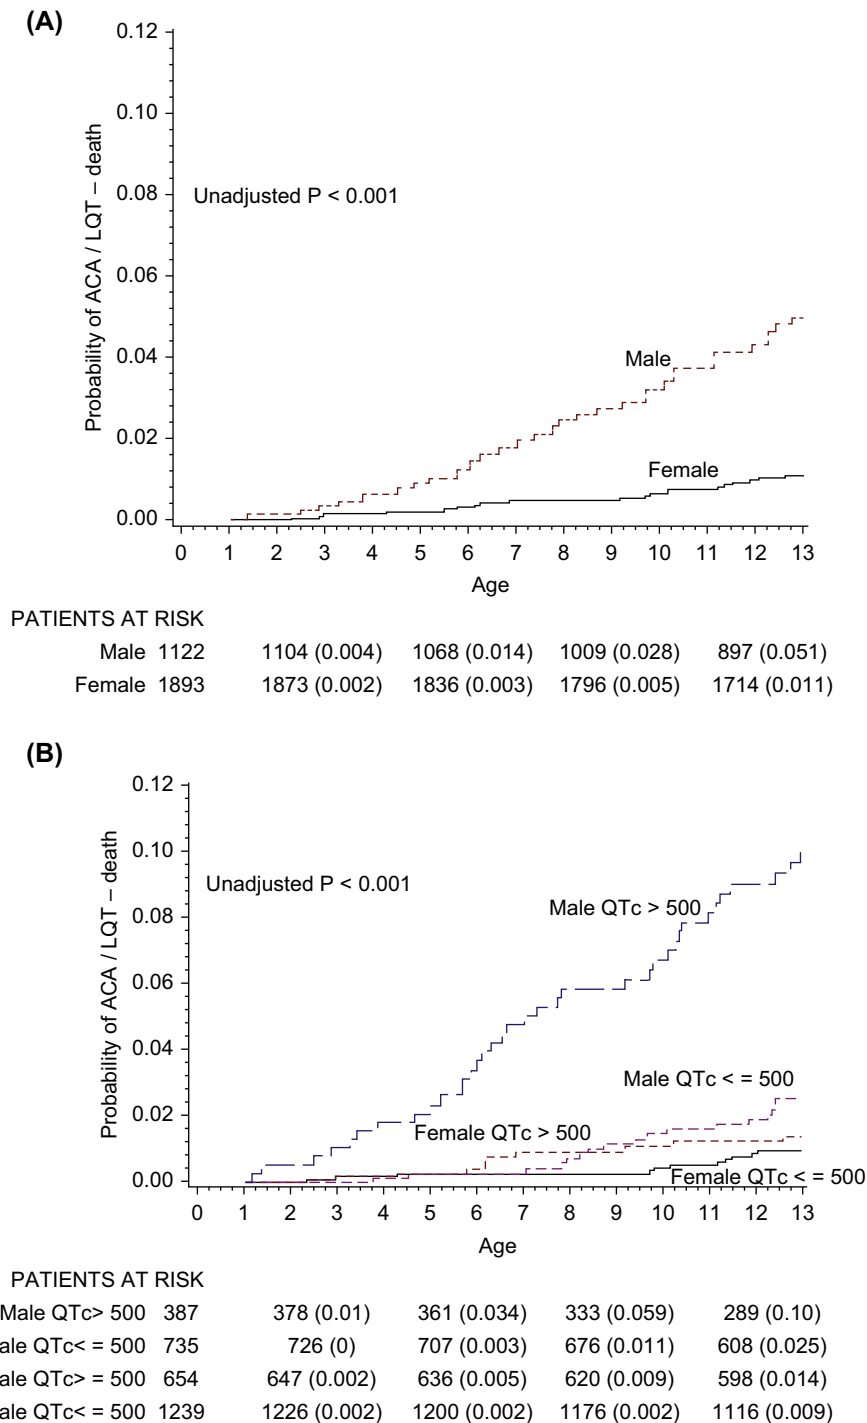 (A)
0.12
0.10
0.08
0.06
0.04
0.02
0.00
Probability of ACA / LQT – death
Unadjusted P < 0.001
Male
Female
0 1 2 3 4 5 6 7 8 9 10 11 12 13
Age
PATIENTS AT RISK
Male 1122 1104 (0.004) 1068 (0.014) 1009 (0.028) 897 (0.051)
Female 1893 1873 (0.002) 1836 (0.003) 1796 (0.005) 1714 (0.011)
(B)
0.12
0.10
0.08
0.06
0.04
0.02
0.00
Probability of ACA / LQT – death
Unadjusted P < 0.001
Male QTc > 500
Male QTc < = 500
Female QTc > 500
Female QTc < = 500
0 1 2 3 4 5 6 7 8 9 10 11 12 13
Age
PATIENTS AT RISK
Male QTc> 500 387 378 (0.01) 361 (0.034) 333 (0.059) 289 (0.10)
ale QTc< = 500 735 726 (0) 707 (0.003) 676 (0.011) 608 (0.025)
ale QTc> = 500 654 647 (0.002) 636 (0.005) 620 (0.009) 598 (0.014)
ale QTc< = 500 1239 1226 (0.002) 1200 (0.002) 1176 (0.002) 1116 (0.009)